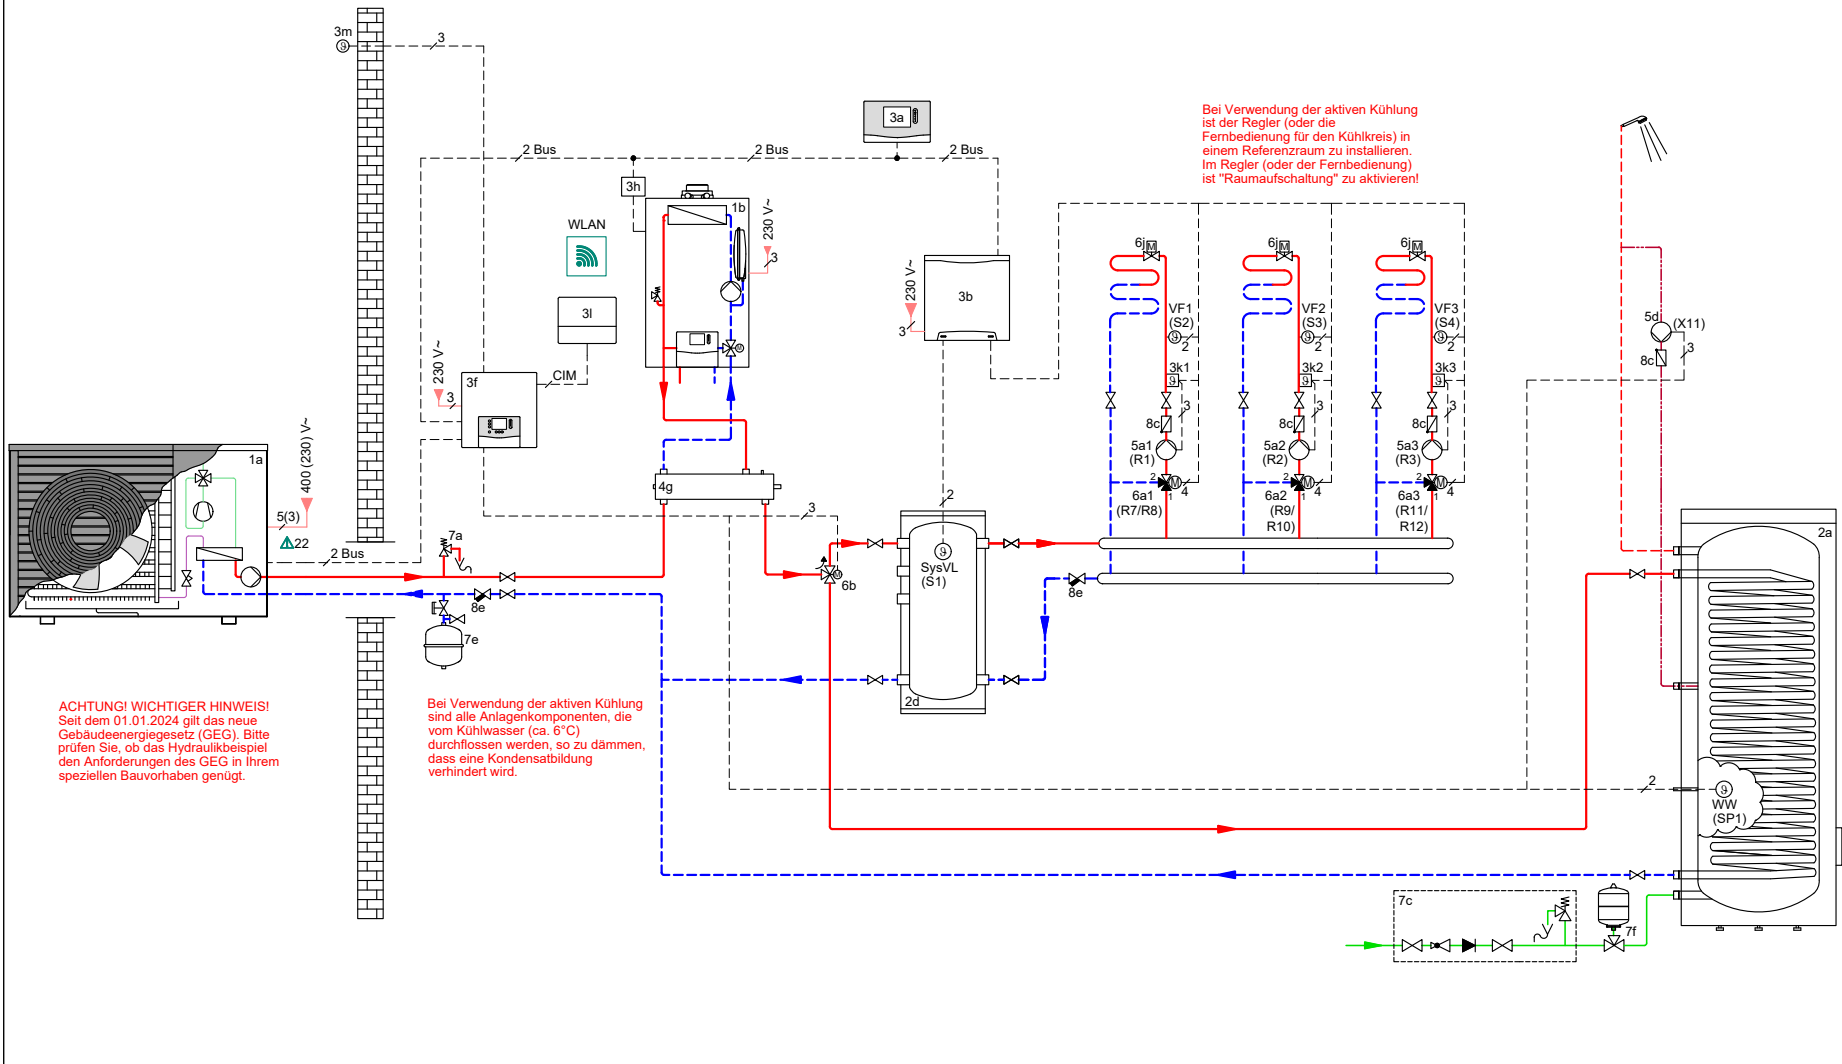 3m
3
3a
2 Bus
2 Bus
2 Bus
Bei Verwendung der aktiven Kühlung
ist der Regler (oder die
Fernbedienung für den Kühlkreis) in
einem Referenzraum zu installieren.
Im Regler (oder der Fernbedienung)
ist "Raumaufschaltung" zu aktivieren!
3h
1b
230 V~
3
WLAN
3l
CIM
3f
230 V~
3
3b
230 V~
3
6j
M
6j
M
6j
M
VF1
(S2)
2
VF2
(S3)
2
VF3
(S4)
2
5d
(X11)
3
8c
3k1
3
3k2
3
3k3
3
8c
8c
8c
5a1
(R1)
5a2
(R2)
5a3
(R3)
2
M
4
1
2
M
4
1
2
M
4
1
6a1
(R7/R8)
6a2
(R9/
R10)
6a3
(R11/
R12)
1a
400 (230) V~
5(3)
22
2 Bus
4g
3
2
7a
6b
M
SysVL
(S1)
2a
8e
8e
7e
2d
ACHTUNG! WICHTIGER HINWEIS!
Seit dem 01.01.2024 gilt das neue
Gebäudeenergiegesetz (GEG). Bitte
prüfen Sie, ob das Hydraulikbeispiel
den Anforderungen des GEG in Ihrem
speziellen Bauvorhaben genügt.
Bei Verwendung der aktiven Kühlung
sind alle Anlagenkomponenten, die
vom Kühlwasser (ca. 6°C)
durchflossen werden, so zu dämmen,
dass eine Kondensatbildung
verhindert wird.
2
WW
(SP1)
7c
7f